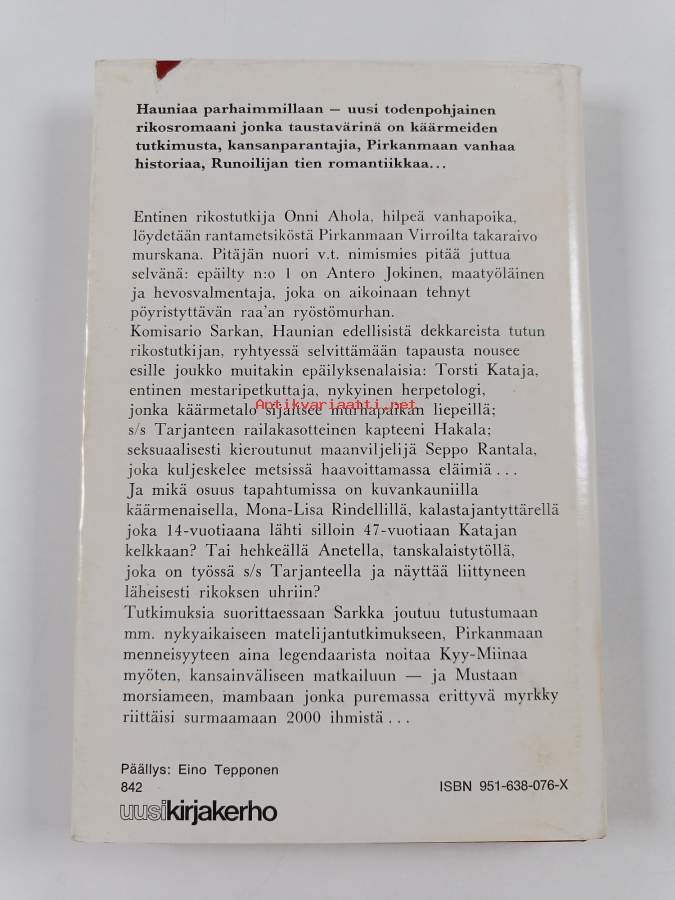 Hauniaa parhaimmillaan — uusi todenpohjainen
rikosromaani jonka taustavärinä on käärmeiden
tutkimusta, kansanparantajia, Pirkanmaan vanhaa
historiaa, Runoilijan tien romantiikkaa...
Entinen rikostutkija Onni Ahola, hilpeä vanhapoika,
löydetään rantametsiköstä Pirkanmaan Virroilta takaraivo
murskana. Pitäjän nuori v.t. nimismies pitää juttua
selvänä: epäilty n:o 1 on Antero Jokinen, maatyöläinen
ja hevosvalmentaja, joka on aikoinaan tehnyt
pöyristyttävän raa'an ryöstömurhan.
Komisario Sarkan, Haunian edellisistä dekkareista tutun
rikostutkijan, ryhtyessä selvittämään tapausta nousee
esille joukko muitakin epäilyksenalaisia: Torsti Kataja,
entinen mestaripetkuttaja, nykyinen herpetologi,
jonka käärmetalo sijaitsee murhapaikan liepeillä;
Antikvariaatti.net
s/s Tarjanteen railakasotteinen kapteeni Hakala;
seksuaalisesti kieroutunut maanviljelijä Seppo Rantala,
joka kuljeskelee metsissä haavoittamassa eläimiä...
Ja mikä osuus tapahtumissa on kuvankauniilla
käärmenaisella, Mona-Lisa Rindellillä, kalastajantyttärellä
joka 14-vuotiaana lähti silloin 47-vuotiaan Katajan
kelkkaan? Tai hehkeällä Anetella, tanskalaistytöllä,
joka on työssä s/s Tarjanteella ja näyttää liittyneen
läheisesti rikoksen uhriin?
Tutkimuksia suorittaessaan Sarkka joutuu tutustumaan
mm. nykyaikaiseen matelijantutkimukseen, Pirkanmaan
menneisyyteen aina legendaarista noitaa Kyy-Miinaa
myöten, kansainväliseen matkailuun — ja Mustaan
morsiameen, mambaan jonka puremassa erittyvä myrkky
riittäisi surmaamaan 2000 ihmistä...
Päällys: Eino Tepponen
842
ISBN 951-638-076-X
uusikirjakerho